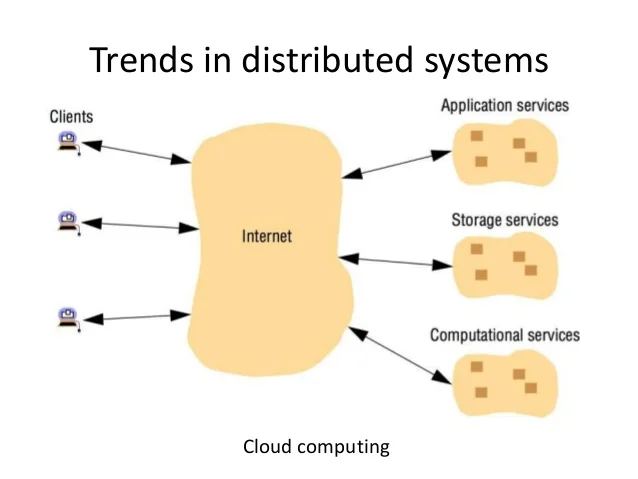 Trends in distributed systems
Clients
Application services
Internet
Storage services
Computational services
Cloud computing